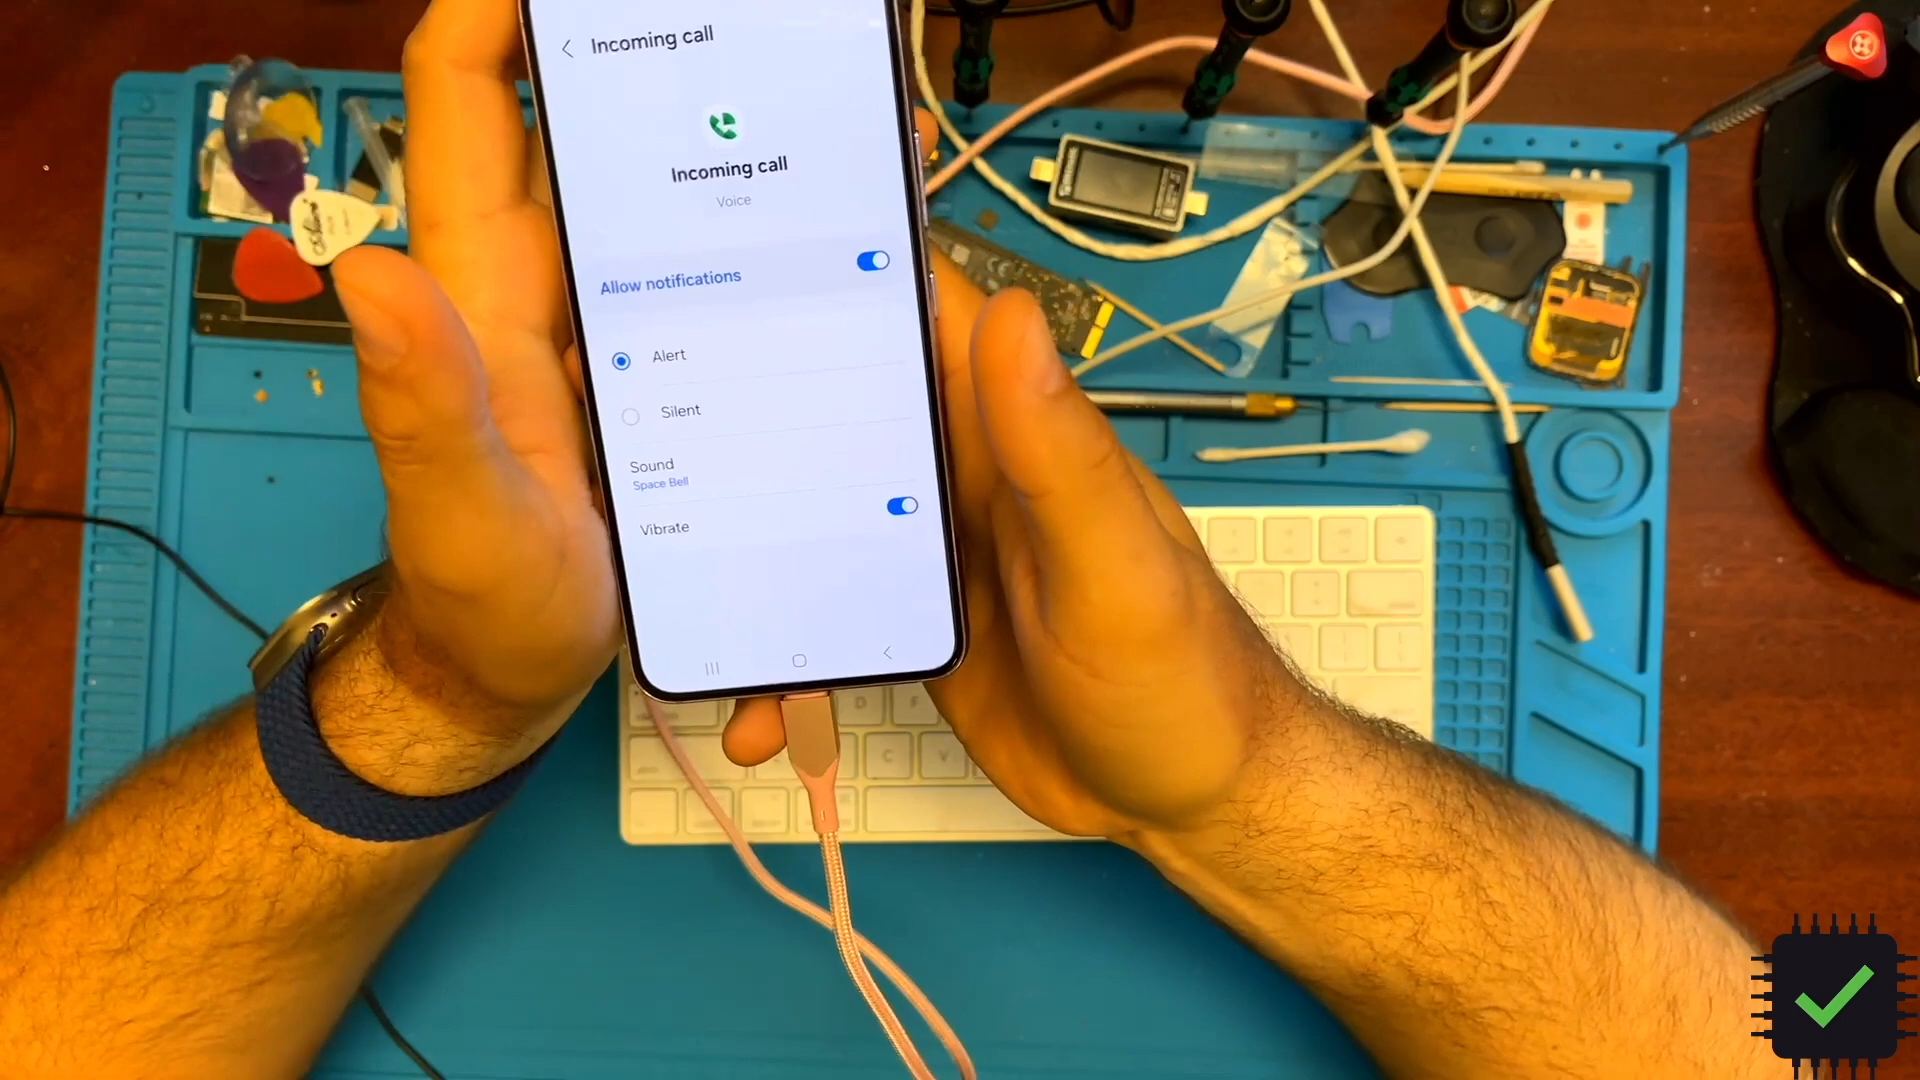 Incoming call
Incoming call
Voice
Allow notifications
Alert
Silent
Sound
Space Bell
Vibrate
D
F
C
V